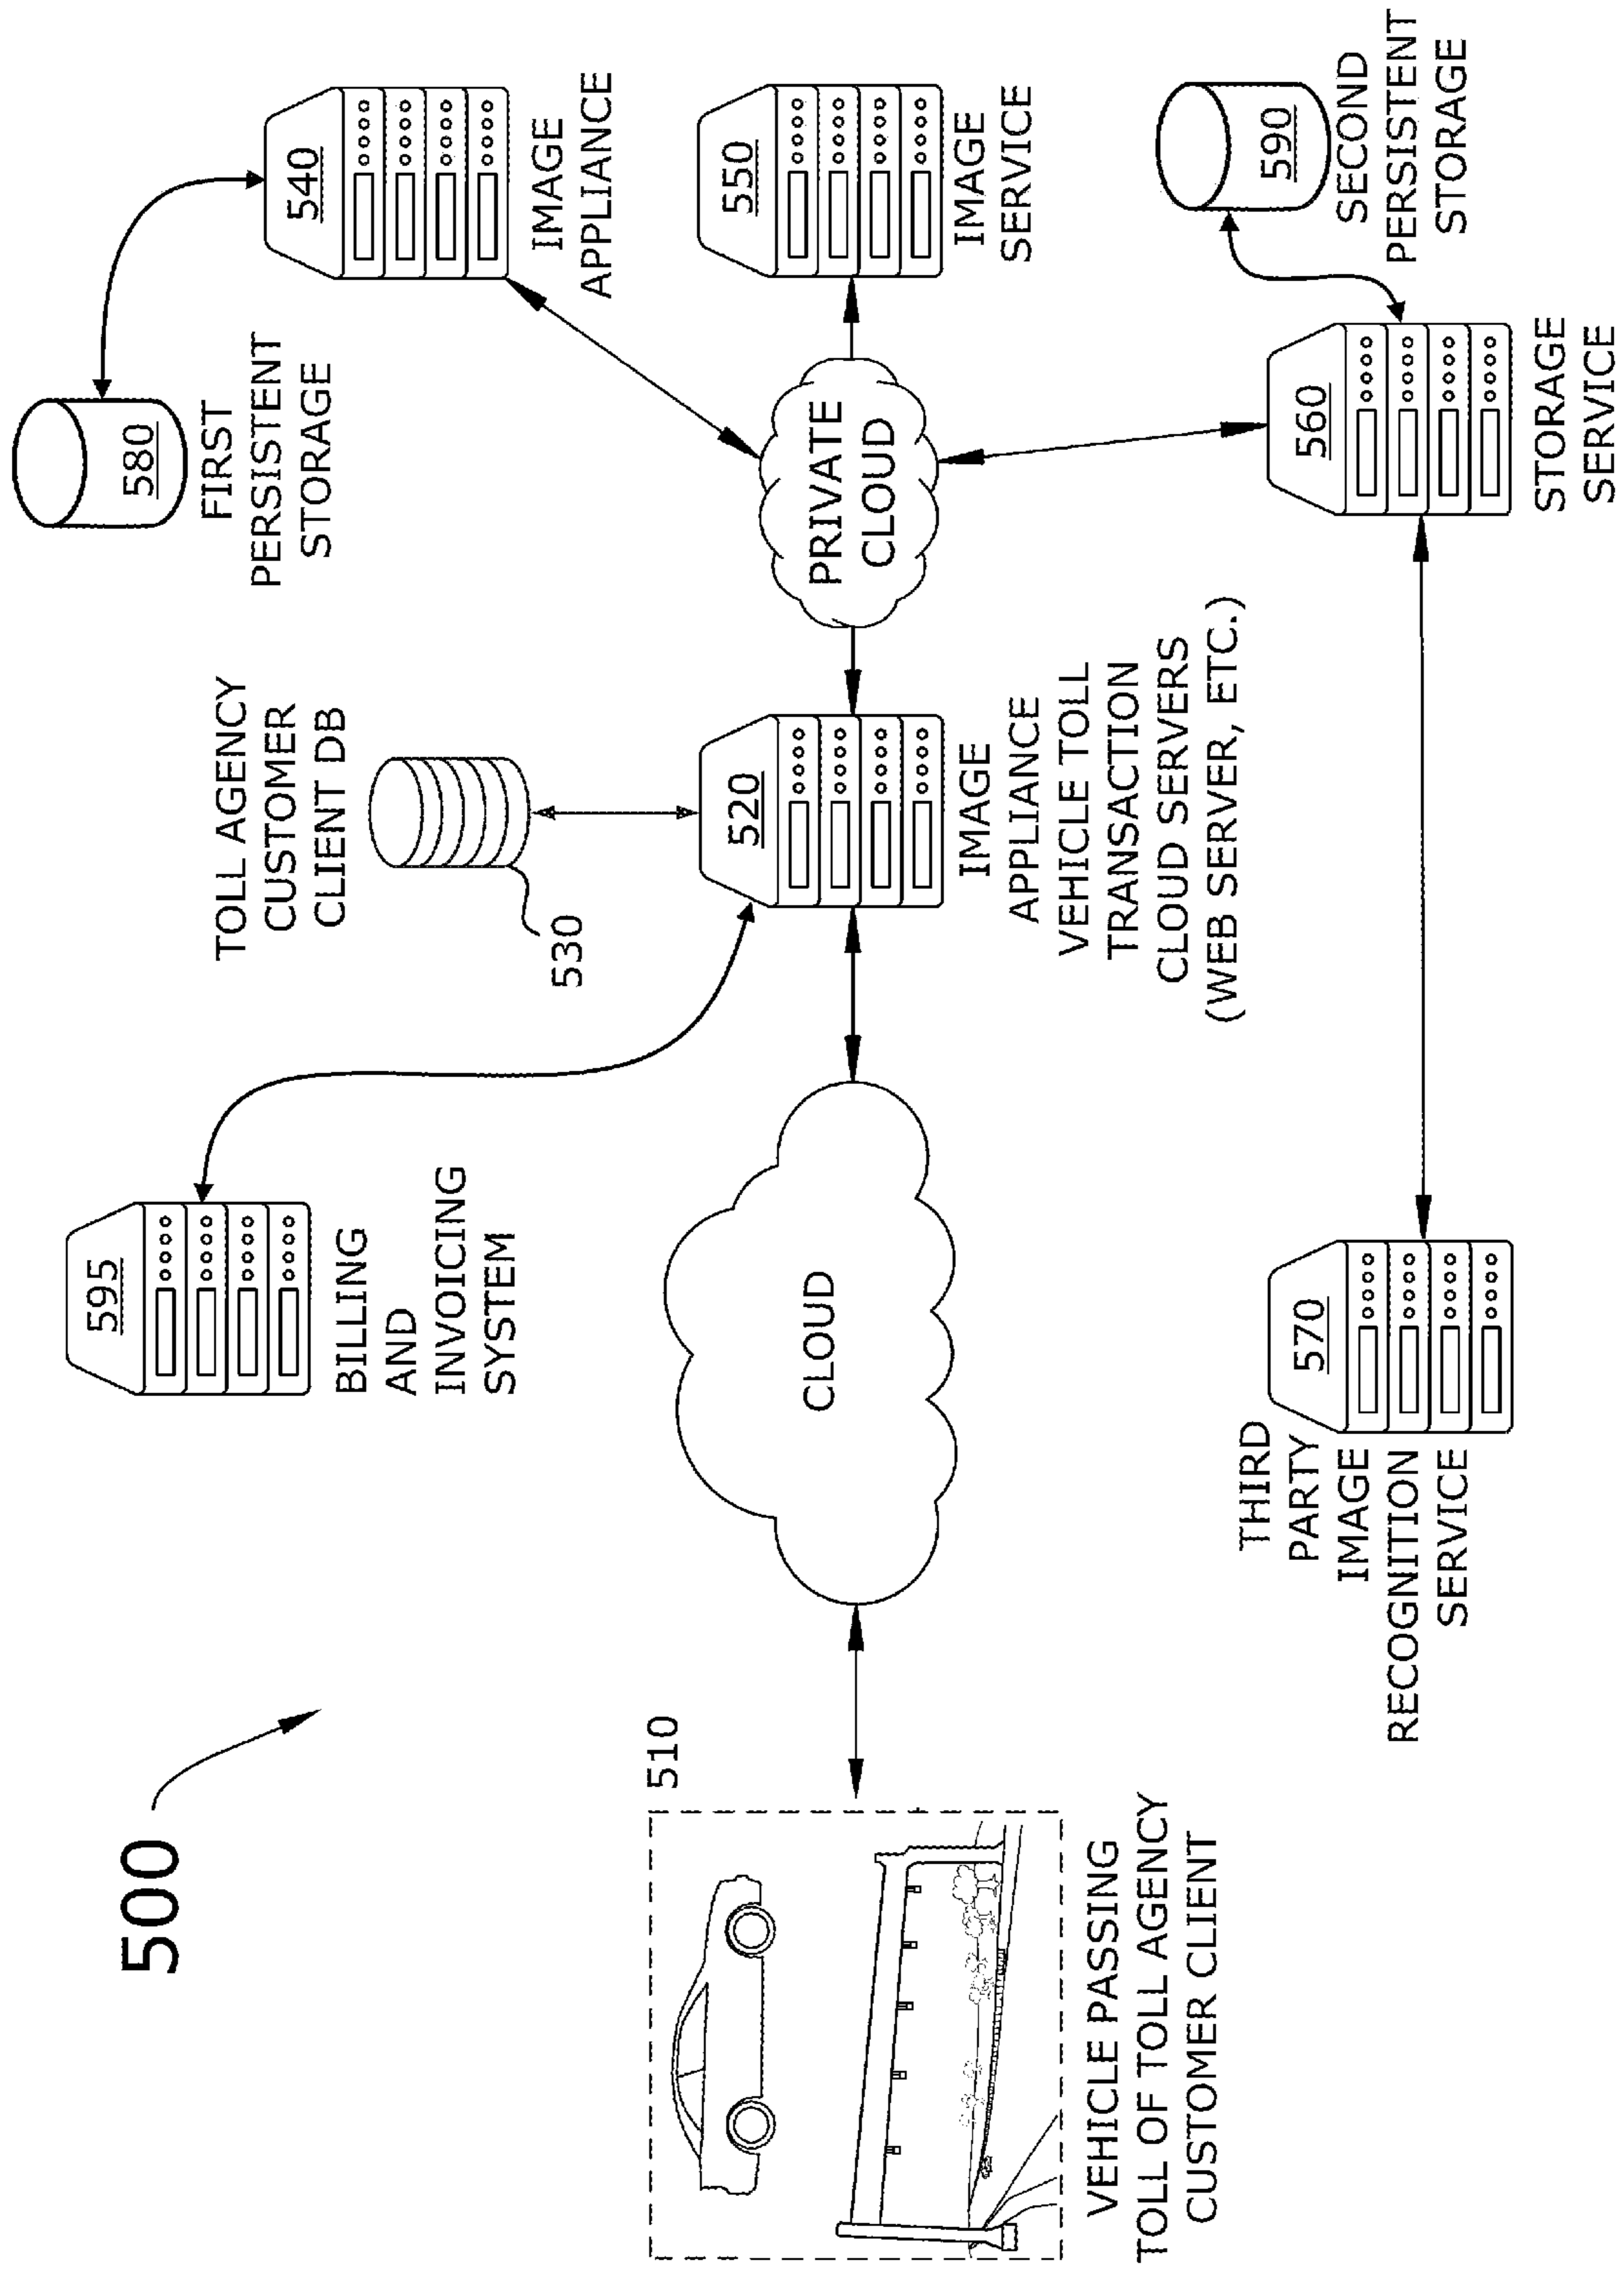 500
510
VEHICLE PASSING
TOLL OF TOLL AGENCY
CUSTOMER CLIENT
CLOUD
595
BILLING
AND
INVOICING
SYSTEM
TOLL AGENCY
CUSTOMER
CLIENT DB
530
520
IMAGE
APPLIANCE
VEHICLE TOLL
TRANSACTION
CLOUD SERVERS
(WEB SERVER, ETC.)
PRIVATE
CLOUD
580
FIRST
PERSISTENT
STORAGE
540
IMAGE
APPLIANCE
550
IMAGE
SERVICE
590
SECOND
PERSISTENT
STORAGE
560
STORAGE
SERVICE
570
THIRD
PARTY
IMAGE
RECOGNITION
SERVICE